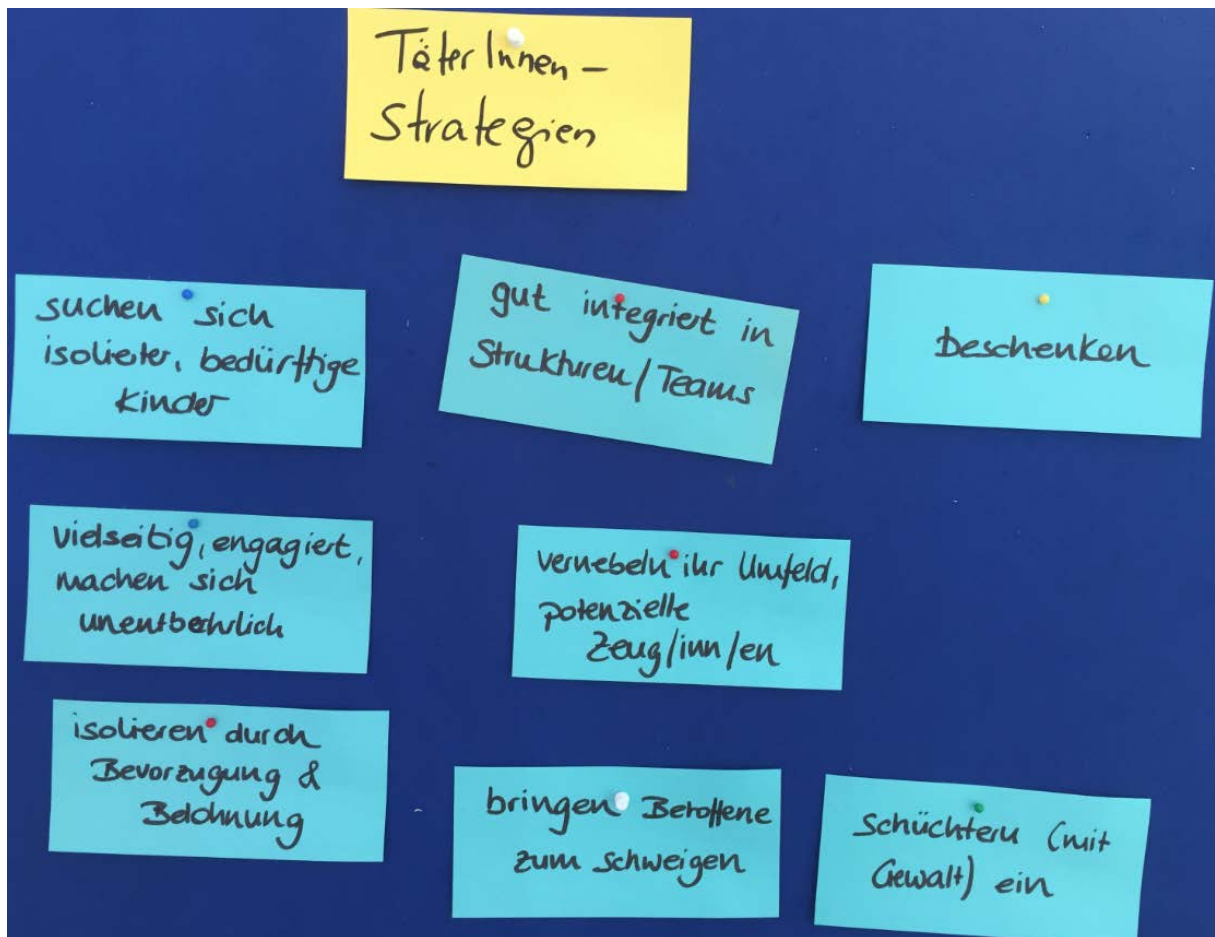 TäterInnen-
Strategien
suchen sich
isolierter, bedürftige
Kinder
gut integriert in
Strukturen/Teams
Beschenken
vielseitig, engagiert,
machen sich
unentbehrlich
vernebeln ihr Umfeld,
potenzielle
Zeug/inn/en
isolieren durch
Bevorzugung &
Belohnung
bringen Betroffene
zum schweigen
Schüchtern (mit
Gewalt) ein